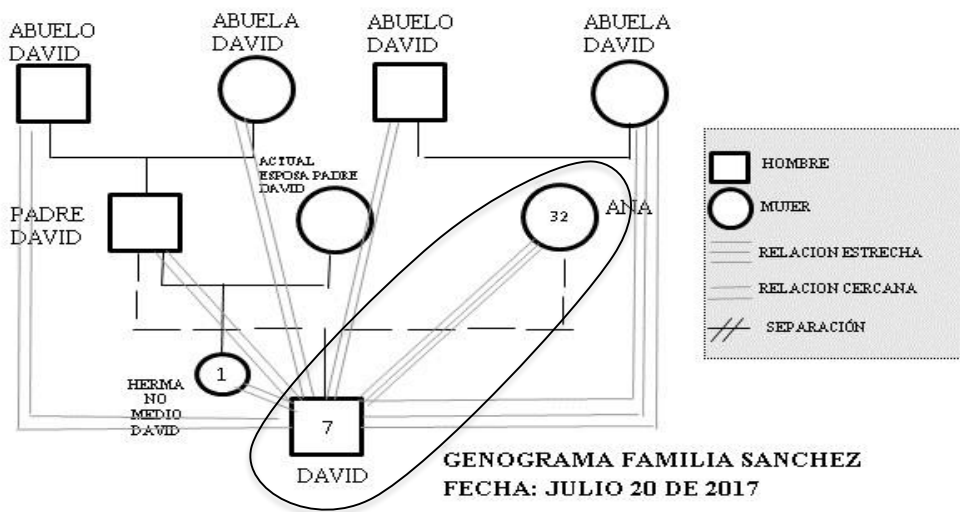 ABUELO
DAVID
ABUELA
DAVID
ABUELO
DAVID
ABUELA
DAVID
HOMBRE
MUJER
RELACION ESTRECHA
RELACION CERCANA
SEPARACIÓN
PADRE
DAVID
ACTUAL
ESPOSA PADRE
DAVID
32
ANA
1
HERMA
NO
MEDIO
DAVID
7
DAVID
GENOGRAMA FAMILIA SANCHEZ
FECHA: JULIO 20 DE 2017